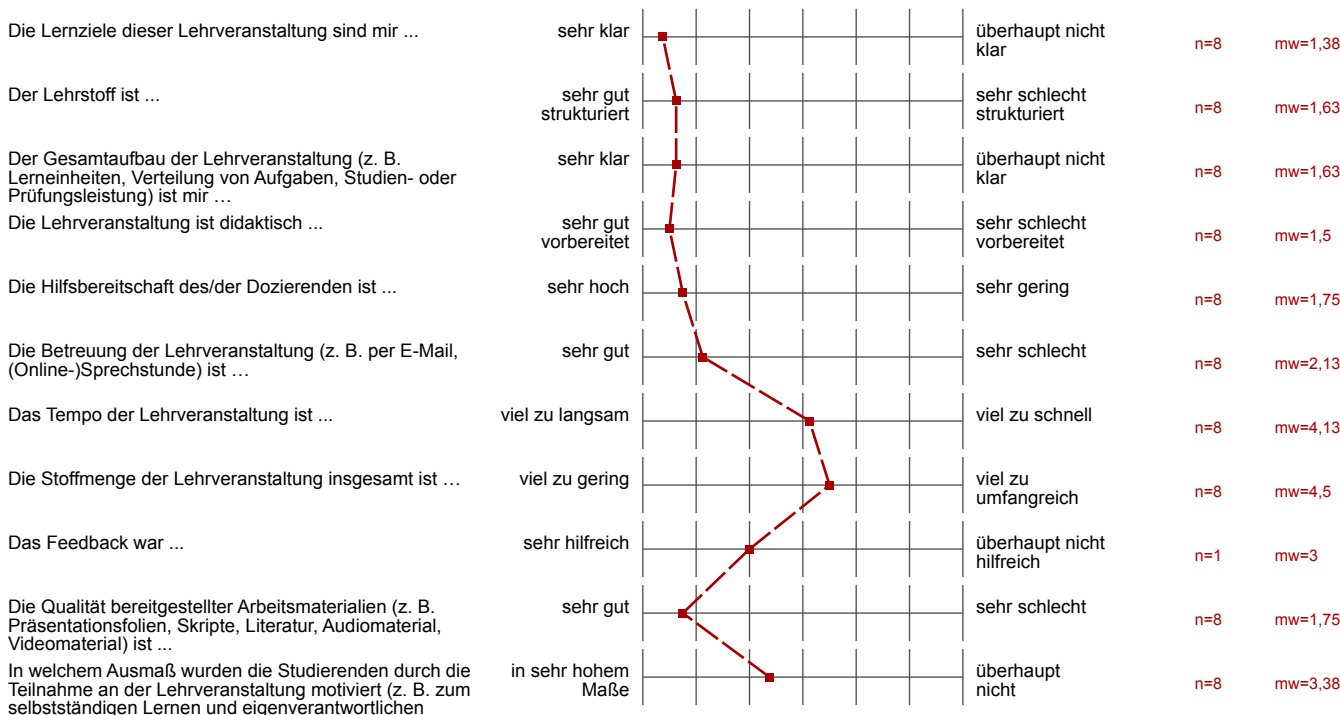 Die Lernziele dieser Lehrveranstaltung sind mir ...
sehr klar
überhaupt nicht
klar
n=8
mw=1,38
Der Lehrstoff ist ...
sehr gut
strukturiert
sehr schlecht
strukturiert
n=8
mw=1,63
Der Gesamtaufbau der Lehrveranstaltung (z. B.
Lerneinheiten, Verteilung von Aufgaben, Studien- oder
Prüfungsleistung) ist mir …
sehr klar
überhaupt nicht
klar
n=8
mw=1,63
Die Lehrveranstaltung ist didaktisch ...
sehr gut
vorbereitet
sehr schlecht
vorbereitet
n=8
mw=1,5
Die Hilfsbereitschaft des/der Dozierenden ist ...
sehr hoch
sehr gering
n=8
mw=1,75
Die Betreuung der Lehrveranstaltung (z. B. per E-Mail,
(Online-)Sprechstunde) ist …
sehr gut
sehr schlecht
n=8
mw=2,13
Das Tempo der Lehrveranstaltung ist ...
viel zu langsam
viel zu schnell
n=8
mw=4,13
Die Stoffmenge der Lehrveranstaltung insgesamt ist …
viel zu gering
viel zu
umfangreich
n=8
mw=4,5
Das Feedback war ...
sehr hilfreich
überhaupt nicht
hilfreich
n=1
mw=3
Die Qualität bereitgestellter Arbeitsmaterialien (z. B.
Präsentationsfolien, Skripte, Literatur, Audiomaterial,
Videomaterial) ist ...
sehr gut
sehr schlecht
n=8
mw=1,75
In welchem Ausmaß wurden die Studierenden durch die
Teilnahme an der Lehrveranstaltung motiviert (z. B. zum
selbstständigen Lernen und eigenverantwortlichen
in sehr hohem
Maße
überhaupt
nicht
n=8
mw=3,38